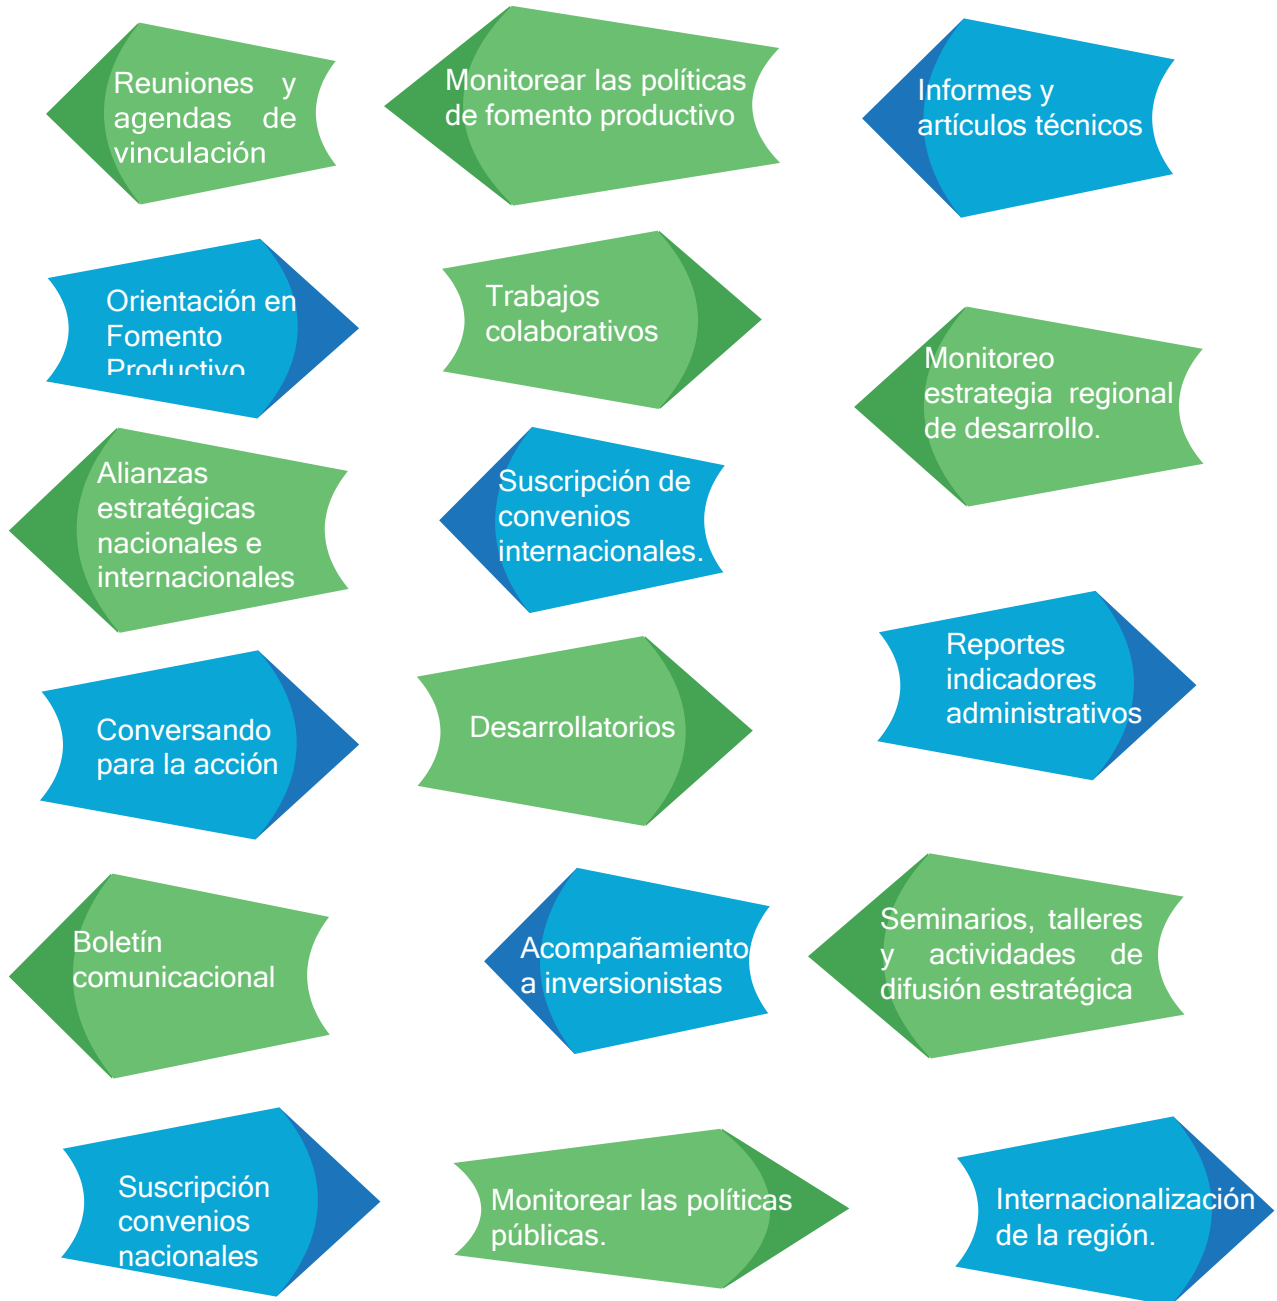 Reuniones y
agendas de
vinculación
Monitorear las políticas
de fomento productivo
Informes y
artículos técnicos
Orientación en
Fomento
Productivo
Trabajos
colaborativos
Monitoreo
estrategia regional
de desarrollo.
Alianzas
estratégicas
nacionales e
internacionales
Suscripción de
convenios
internacionales.
Reportes
indicadores
administrativos
Conversando
para la acción
Desarrollatorios
Boletín
comunicacional
Acompañamiento
a inversionistas
Seminarios, talleres
y actividades de
difusión estratégica
Suscripción
convenios
nacionales
Monitorear las políticas
públicas.
Internacionalización
de la región.